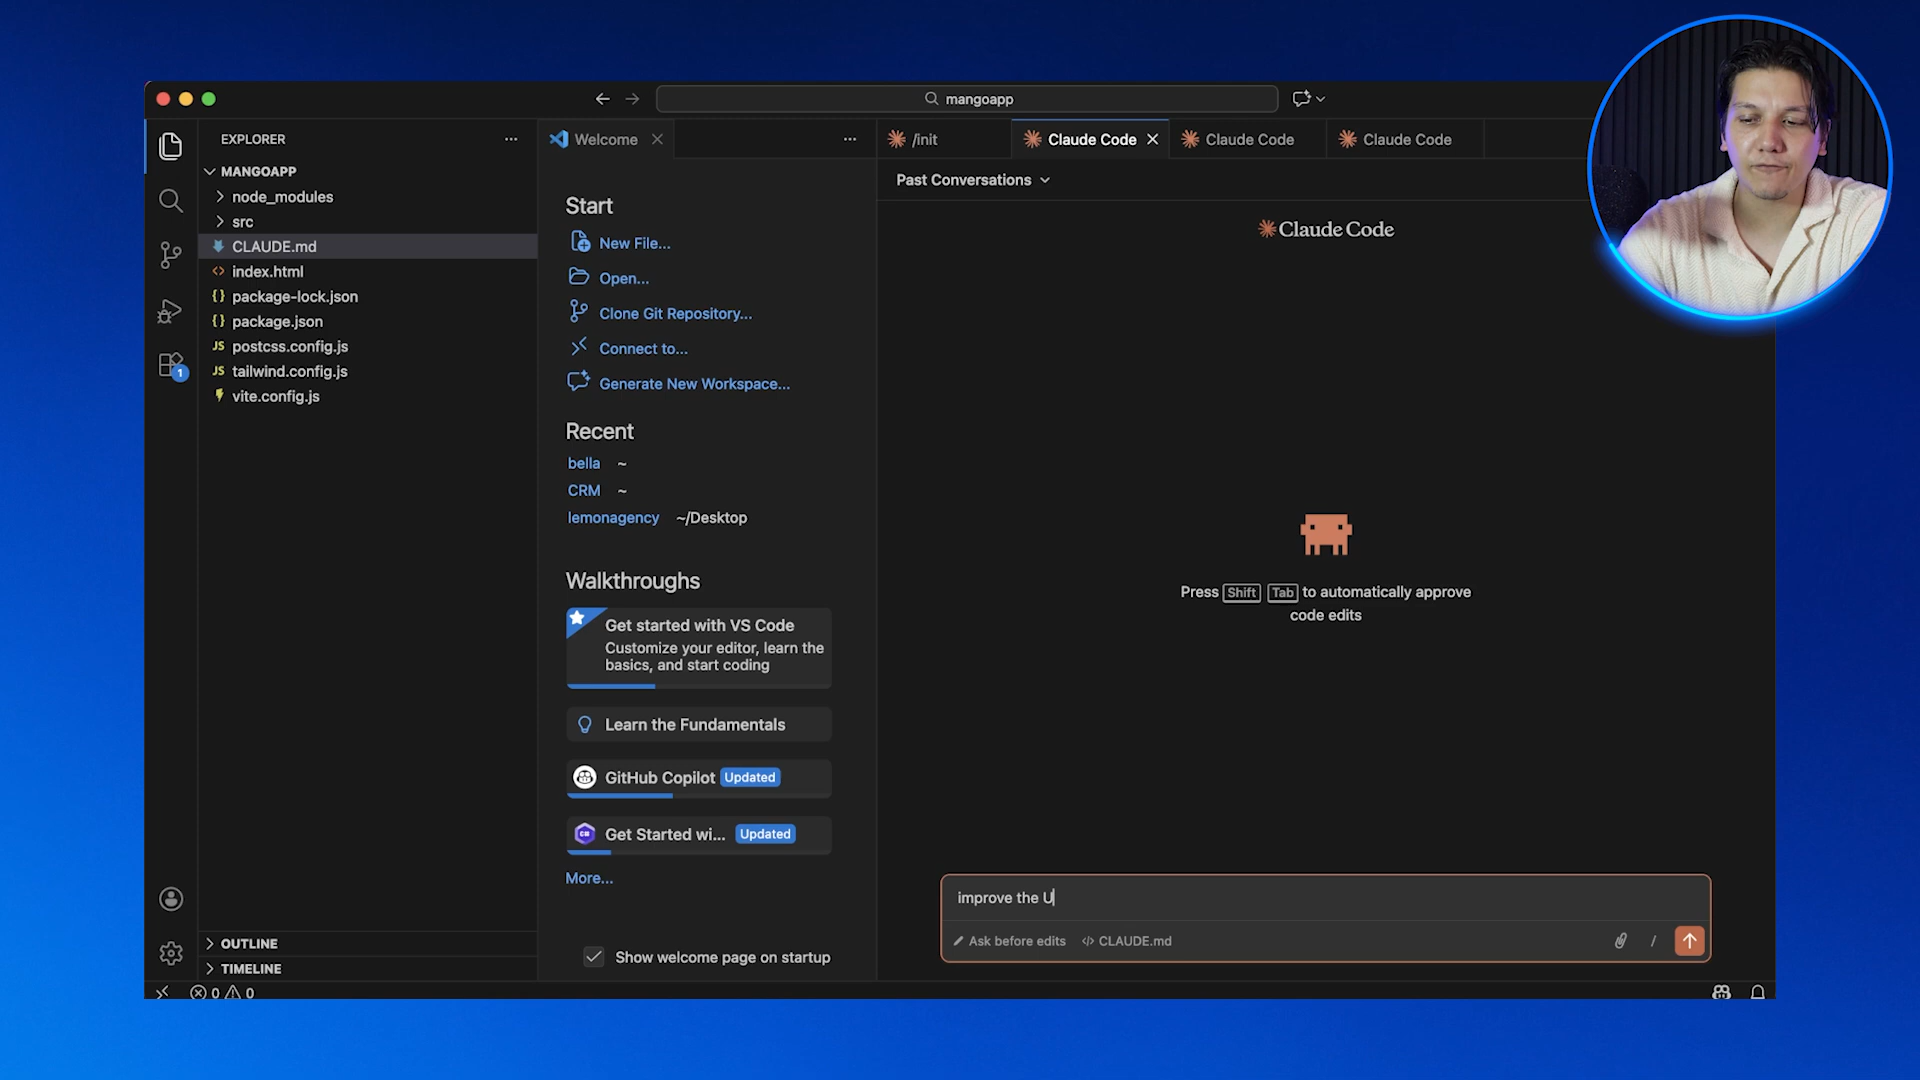 mangoapp
EXPLORER
MANGOAPP
node_modules
src
CLAUDE.md
index.html
package-lock.json
package.json
JS postcss.config.js
JS tailwind.config.js
vite.config.js
1
OUTLINE
TIMELINE
0 0
Welcome
Start
New File...
Open...
Clone Git Repository...
Connect to...
Generate New Workspace...
Recent
bella ~
CRM ~
lemonagency ~/Desktop
Walkthroughs
Get started with VS Code
Customize your editor, learn the
basics, and start coding
Learn the Fundamentals
GitHub Copilot Updated
Get Started wi... Updated
More...
Show welcome page on startup
/init
Claude Code
Claude Code
Claude Code
Past Conversations
Claude Code
Press Shift Tab to automatically approve
code edits
improve the U
Ask before edits </> CLAUDE.md
/